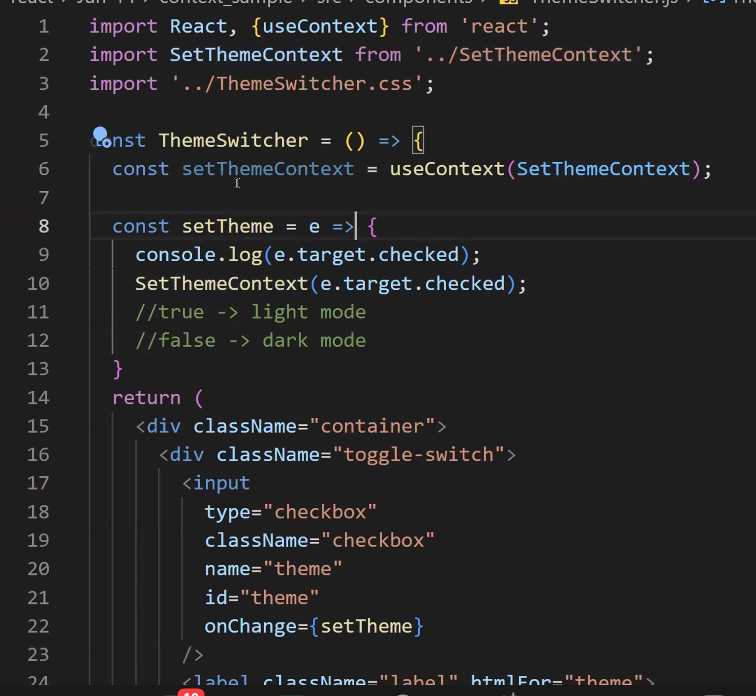 react > Jun-14 > context_sample > src > components > ThemeSwitcher.js >
1 import React, {useContext} from 'react';
2 import SetThemeContext from '../SetThemeContext';
3 import '../ThemeSwitcher.css';
4
5 const ThemeSwitcher = () => {
6 const setThemeContext = useContext(SetThemeContext);
7
8 const setTheme = e => {
9 console.log(e.target.checked);
10 SetThemeContext(e.target.checked);
11 //true -> light mode
12 //false -> dark mode
13 }
14 return (
15 <div className="container">
16 <div className="toggle-switch">
17 <input
18 type="checkbox"
19 className="checkbox"
20 name="theme"
21 id="theme"
22 onChange={setTheme}
23 />
24 <label className="label" htmlFor="theme">